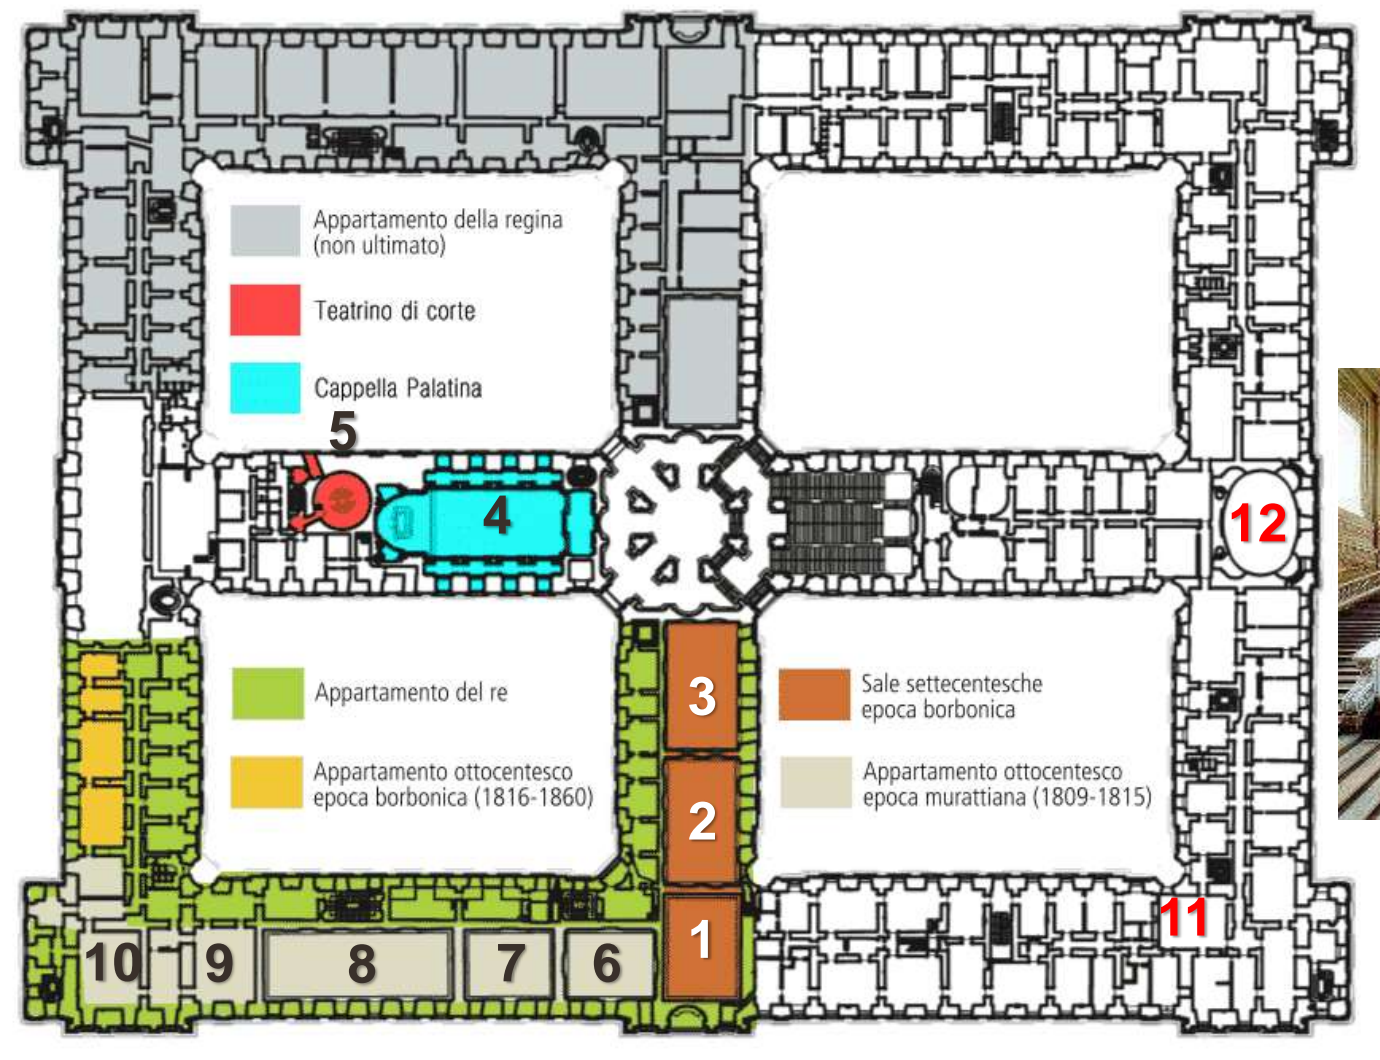 Appartamento della regina
(non ultimato)
Teatrino di corte
Cappella Palatina
5
4
12
Appartamento del re
Appartamento ottocentesco
epoca borbonica (1816-1860)
3
2
1
Sale settecentesche
epoca borbonica
Appartamento ottocentesco
epoca murattiana (1809-1815)
11
10
9
8
7
6